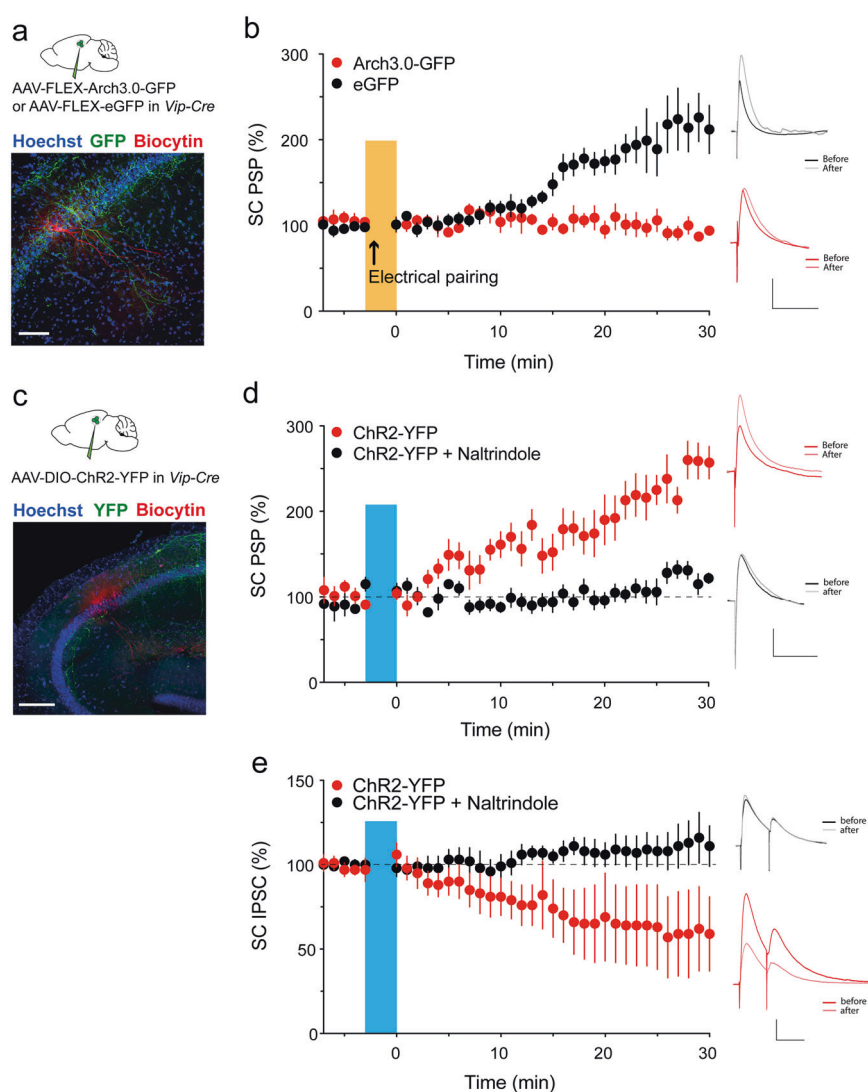 a
AAV-FLEX-Arch3.0-GFP
or AAV-FLEX-eGFP in Vip-Cre
Hoechst GFP Biocytin
b
Arch3.0-GFP
eGFP
SC PSP (%)
300
200
100
0
Electrical pairing
0
10
20
30
Time (min)
Before
After
Before
After
c
AAV-DIO-ChR2-YFP in Vip-Cre
Hoechst YFP Biocytin
d
ChR2-YFP
ChR2-YFP + Naltrindole
SC PSP (%)
300
200
100
0
0
10
20
30
Time (min)
Before
After
before
after
e
ChR2-YFP
ChR2-YFP + Naltrindole
SC IPSC (%)
150
100
50
0
0
10
20
30
Time (min)
before
after
before
after